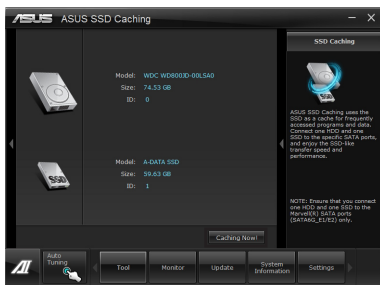 ASUS ASUS SSD Caching
SSD Caching
Model: WDC WD800JD-00LSA0
Size: 74.53 GB
ID: 0
ASUS SSD Caching uses the
SSD as a cache for frequently
accessed programs and data.
Connect one HDD and one
SSD to the specific SATA ports,
and enjoy the SSD-like
transfer speed and
performance.
SSD
Model: A-DATA SSD
Size: 59.63 GB
ID: 1
NOTE: Ensure that you connect
one HDD and one SSD to the
Marvell(R) SATA ports
(SATA6G_E1/E2) only.
Caching Now!
Auto
Tuning
Tool
Monitor
Update
System
Information
Settings